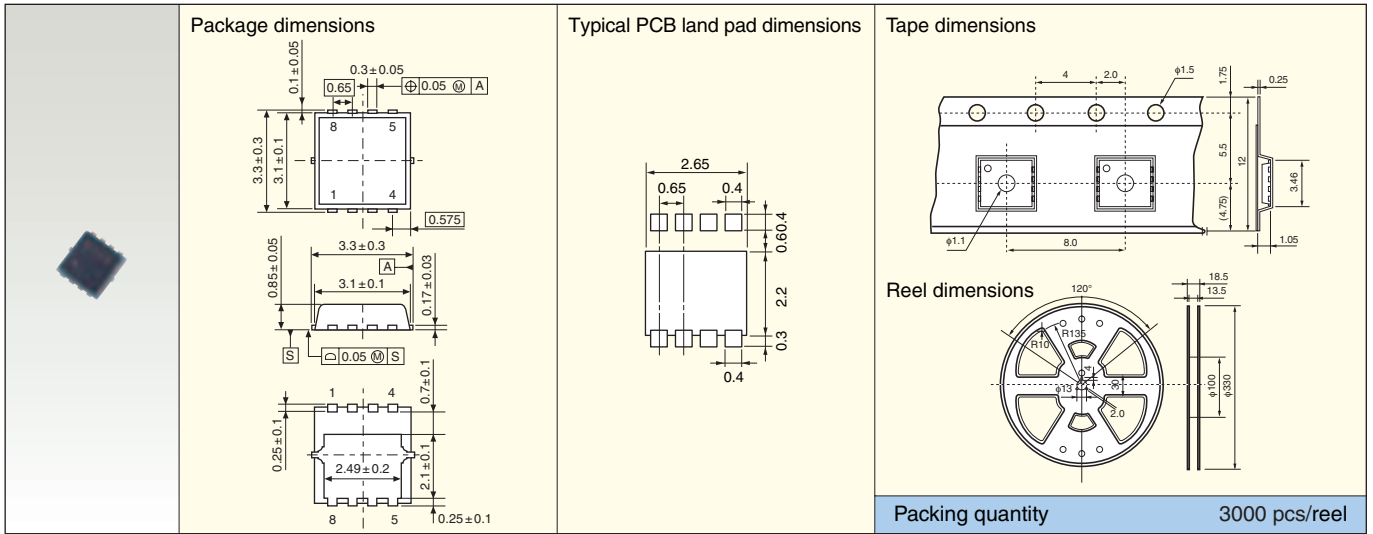 Package dimensions
0.1±0.05
0.3±0.05
0.65
0.05 Ⓜ A
8 5
3.3±0.3
3.1±0.1
1 4
0.575
3.3±0.3
A
0.85±0.05
3.1±0.1
0.17±0.03
S
0.05 Ⓜ S
1 4
0.7±0.1
0.25±0.1
2.49±0.2
2.1±0.1
8 5
0.25±0.1
Typical PCB land pad dimensions
2.65
0.65
0.4
0.4
0.6
2.2
0.3
0.4
Tape dimensions
4
2.0
φ1.5
1.75
0.25
5.5
12
3.46
(4.75)
φ1.1
8.0
1.05
Reel dimensions
120°
18.5
13.5
R135
R10
4
φ13
30
2.0
φ100
φ330
Packing quantity 3000 pcs/reel